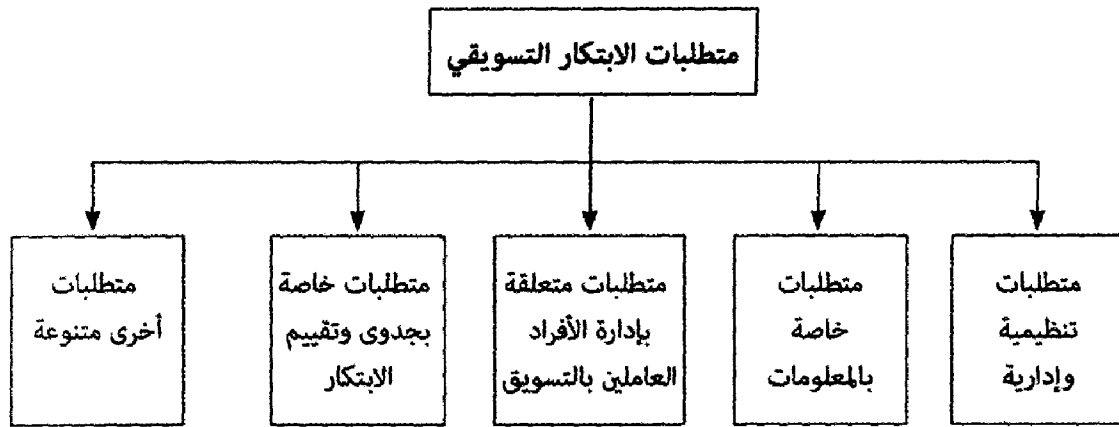 متطلبات الابتكار التسويقي
متطلبات
تنظيمية
وإدارية
متطلبات
خاصة
بالمعلومات
متطلبات متعلقة
بإدارة الأفراد
العاملين بالتسويق
متطلبات خاصة
بجدوى وتقييم
الابتكار
متطلبات
أخرى متنوعة